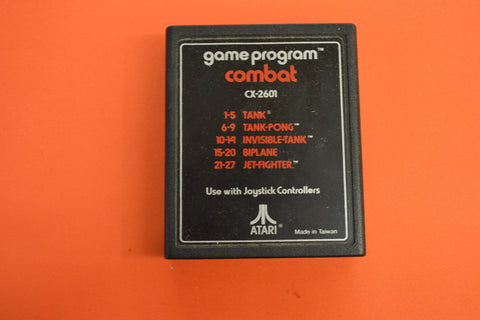 game program™
combat
CX-2601
1-5 TANK®
6-9 TANK-PONG™
10-14 INVISIBLE-TANK™
15-20 BIPLANE
21-27 JET-FIGHTER™
Use with Joystick Controllers
ATARI®
Made in Taiwan